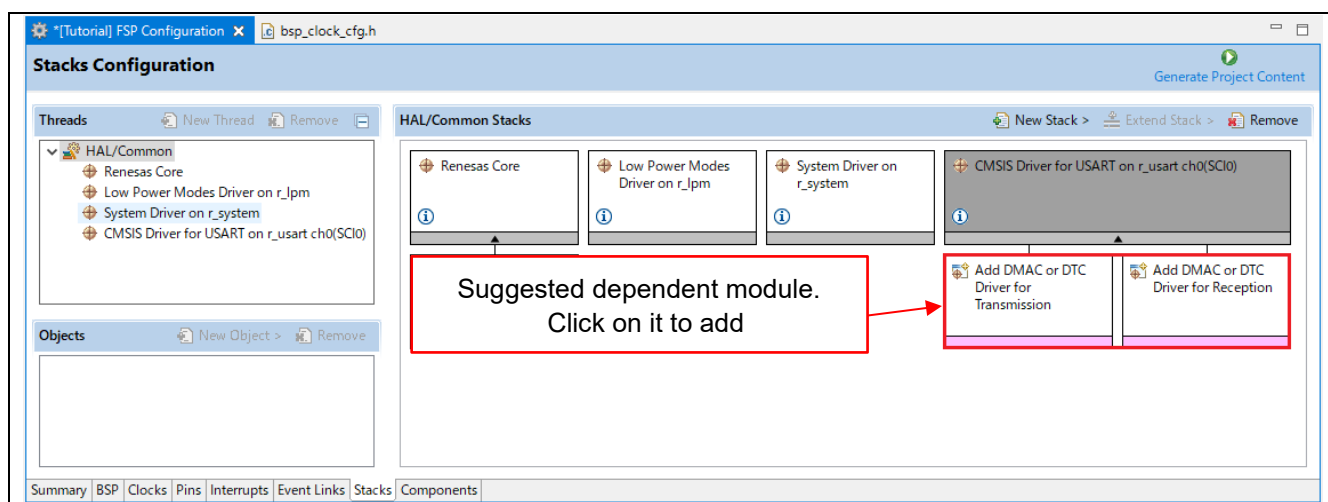 *[Tutorial] FSP Configuration
bsp_clock_cfg.h
Stacks Configuration
Generate Project Content
Threads
New Thread
Remove
HAL/Common
Renesas Core
Low Power Modes Driver on r_lpm
System Driver on r_system
CMSIS Driver for USART on r_usart ch0(SCI0)
Objects
New Object >
Remove
HAL/Common Stacks
New Stack >
Extend Stack >
Remove
Renesas Core
Low Power Modes
Driver on r_lpm
System Driver on
r_system
CMSIS Driver for USART on r_usart ch0(SCI0)
Suggested dependent module.
Click on it to add
Add DMAC or DTC
Driver for
Transmission
Add DMAC or DTC
Driver for Reception
Summary BSP Clocks Pins Interrupts Event Links Stacks Components